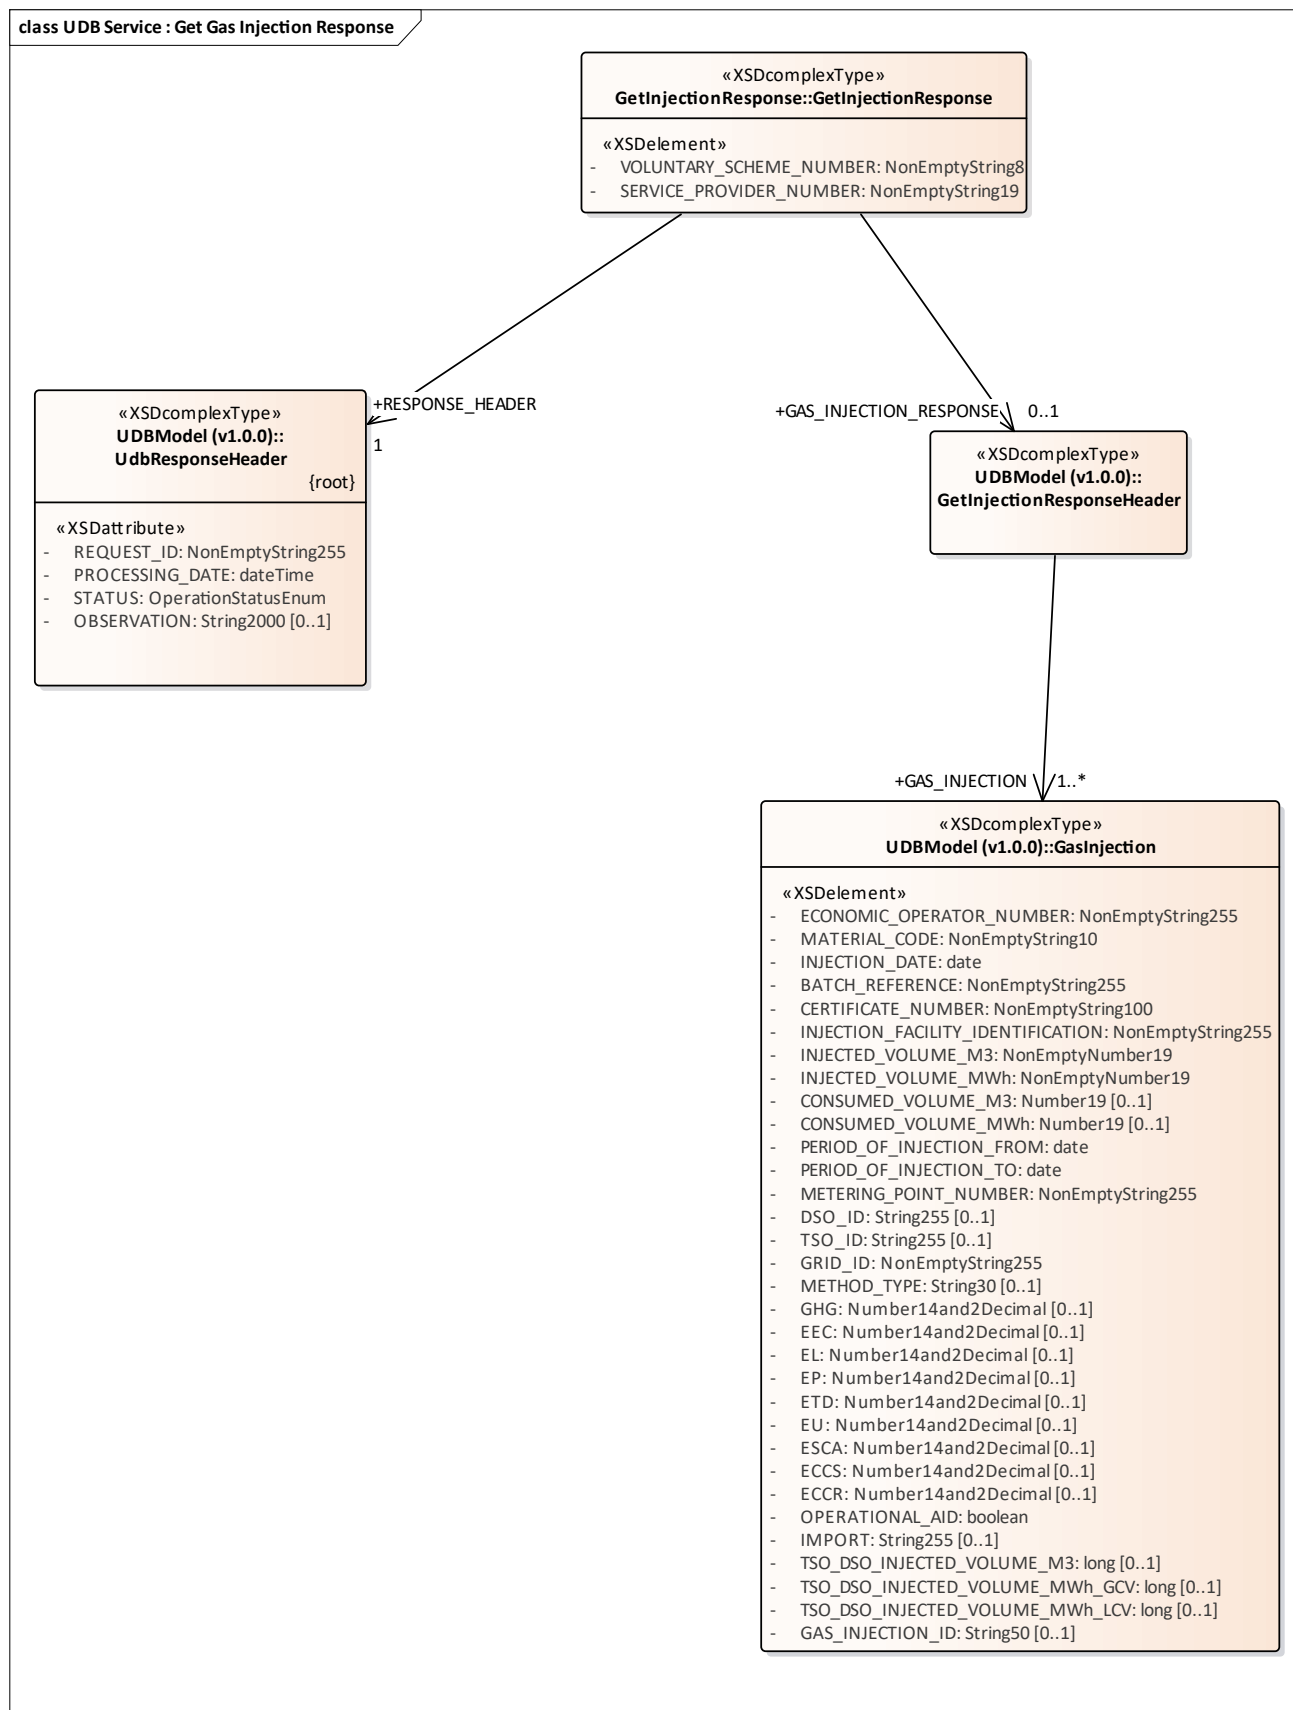 class UDB Service : Get Gas Injection Response
«XSDcomplexType»
GetInjectionResponse::GetInjectionResponse
«XSDelement»
- VOLUNTARY_SCHEME_NUMBER: NonEmptyString8
- SERVICE_PROVIDER_NUMBER: NonEmptyString19
+RESPONSE_HEADER
1
+GAS_INJECTION_RESPONSE 0..1
«XSDcomplexType»
UDBModel (v1.0.0)::
UdbResponseHeader
{root}
«XSDattribute»
- REQUEST_ID: NonEmptyString255
- PROCESSING_DATE: dateTime
- STATUS: OperationStatusEnum
- OBSERVATION: String2000 [0..1]
«XSDcomplexType»
UDBModel (v1.0.0)::
GetInjectionResponseHeader
+GAS_INJECTION 1..*
«XSDcomplexType»
UDBModel (v1.0.0)::GasInjection
«XSDelement»
- ECONOMIC_OPERATOR_NUMBER: NonEmptyString255
- MATERIAL_CODE: NonEmptyString10
- INJECTION_DATE: date
- BATCH_REFERENCE: NonEmptyString255
- CERTIFICATE_NUMBER: NonEmptyString100
- INJECTION_FACILITY_IDENTIFICATION: NonEmptyString255
- INJECTED_VOLUME_M3: NonEmptyNumber19
- INJECTED_VOLUME_MWh: NonEmptyNumber19
- CONSUMED_VOLUME_M3: Number19 [0..1]
- CONSUMED_VOLUME_MWh: Number19 [0..1]
- PERIOD_OF_INJECTION_FROM: date
- PERIOD_OF_INJECTION_TO: date
- METERING_POINT_NUMBER: NonEmptyString255
- DSO_ID: String255 [0..1]
- TSO_ID: String255 [0..1]
- GRID_ID: NonEmptyString255
- METHOD_TYPE: String30 [0..1]
- GHG: Number14and2Decimal [0..1]
- EEC: Number14and2Decimal [0..1]
- EL: Number14and2Decimal [0..1]
- EP: Number14and2Decimal [0..1]
- ETD: Number14and2Decimal [0..1]
- EU: Number14and2Decimal [0..1]
- ESCA: Number14and2Decimal [0..1]
- ECCS: Number14and2Decimal [0..1]
- ECCR: Number14and2Decimal [0..1]
- OPERATIONAL_AID: boolean
- IMPORT: String255 [0..1]
- TSO_DSO_INJECTED_VOLUME_M3: long [0..1]
- TSO_DSO_INJECTED_VOLUME_MWh_GCV: long [0..1]
- TSO_DSO_INJECTED_VOLUME_MWh_LCV: long [0..1]
- GAS_INJECTION_ID: String50 [0..1]